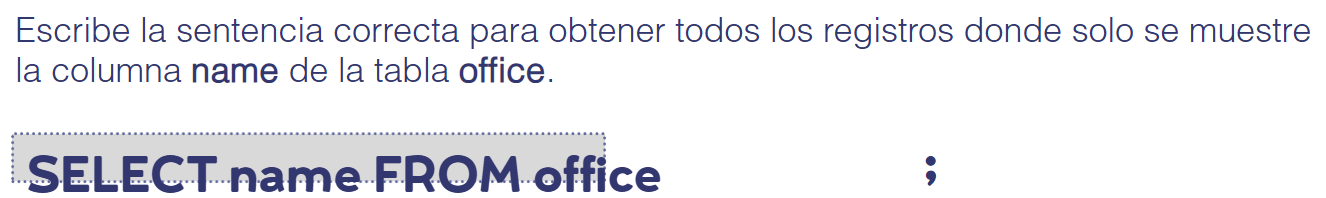 Escribe la sentencia correcta para obtener todos los registros donde solo se muestre
la columna name de la tabla office.
SELECT name FROM office ;